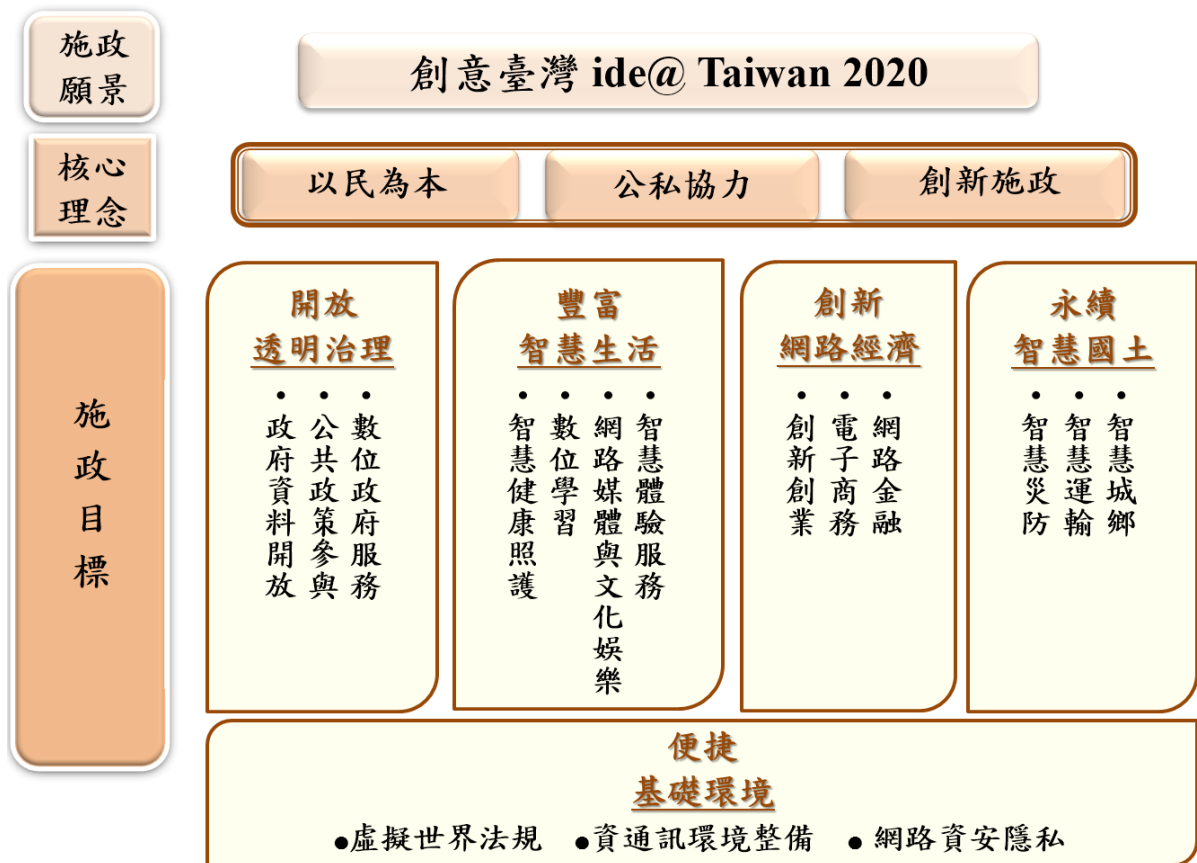 施政
願景
創意臺灣 ide@ Taiwan 2020
核心
理念
以民為本
公私協力
創新施政
施政目標
開放
透明治理
• 數位政府服務
• 公共政策參與
• 政府資料開放
豐富
智慧生活
• 智慧體驗服務
• 網路媒體與文化娛樂
• 數位學習
• 智慧健康照護
創新
網路經濟
• 網路金融
• 電子商務
• 創新創業
永續
智慧國土
• 智慧城鄉
• 智慧運輸
• 智慧災防
便捷
基礎環境
●虛擬世界法規 ●資通訊環境整備 ● 網路資安隱私